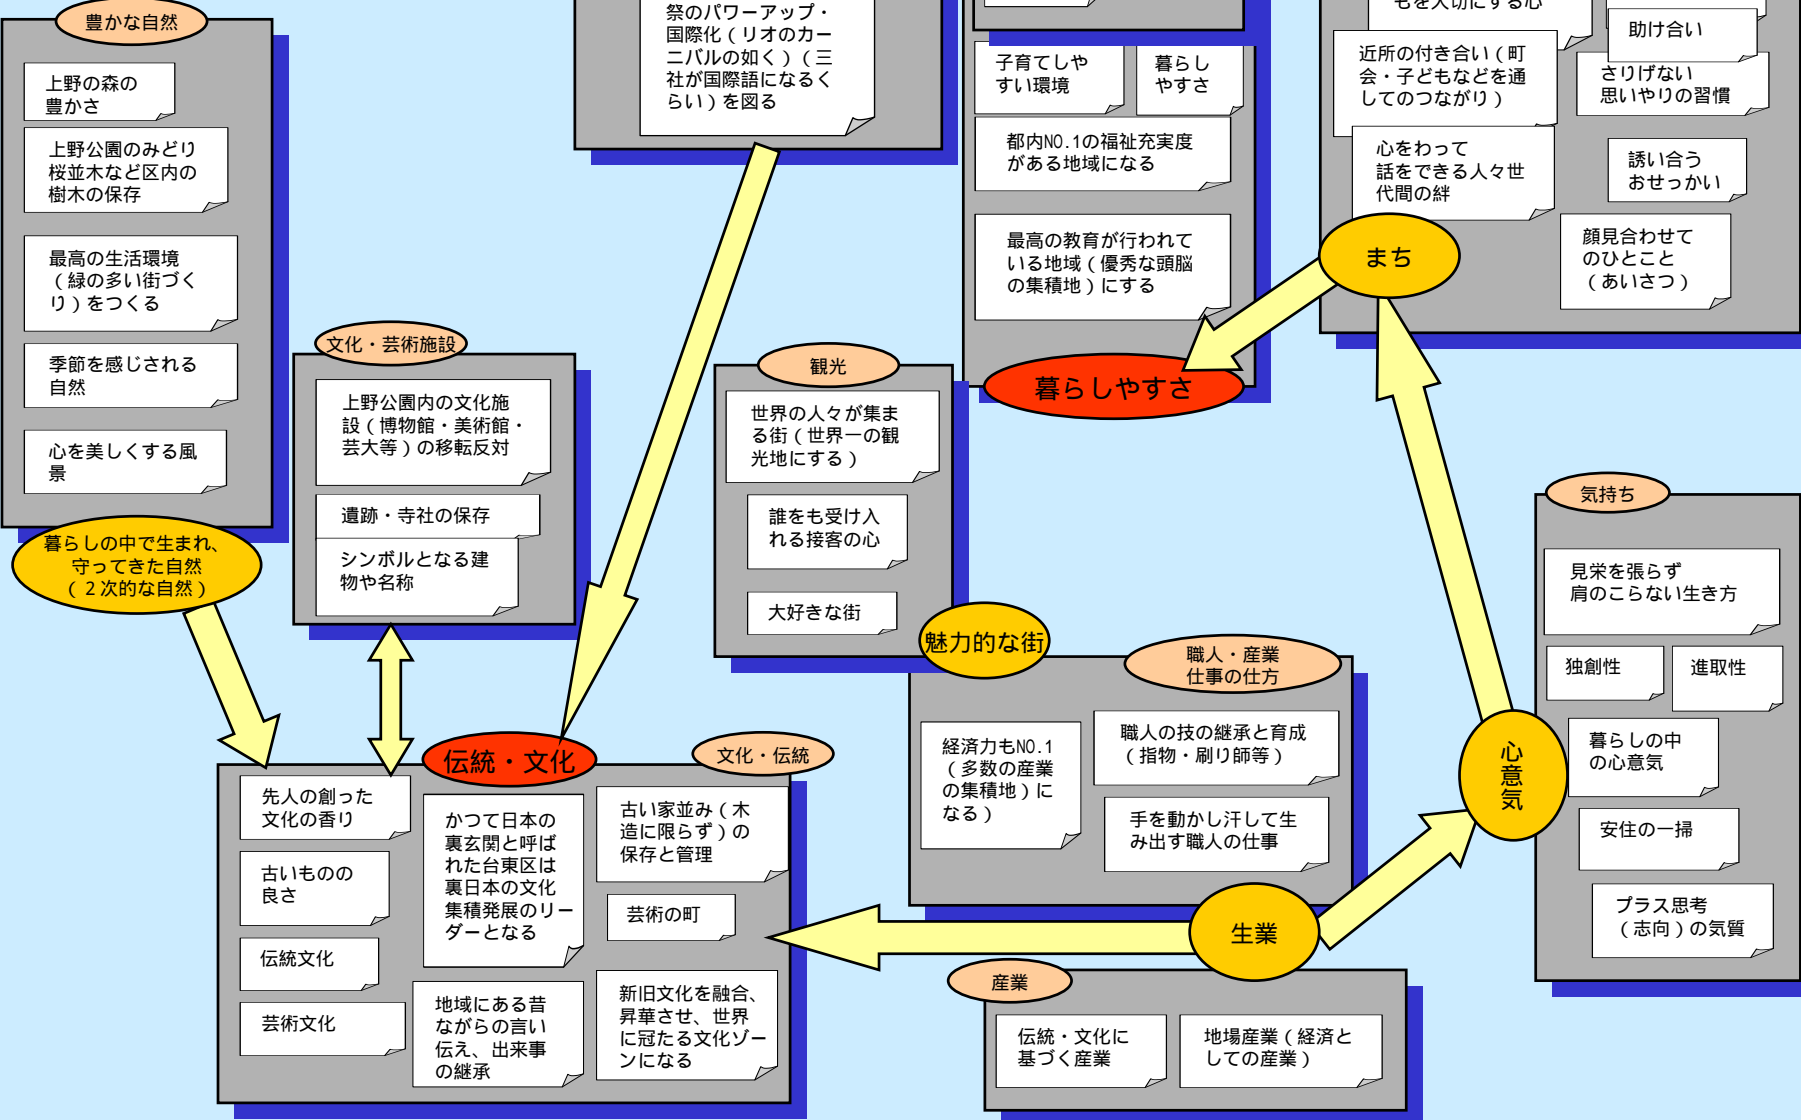 豊かな自然
上野の森の
豊かさ
上野公園のみどり
桜並木など区内の
樹木の保存
最高の生活環境
（緑の多い街づく
り）をつくる
季節を感じされる
自然
心を美しくする風
景
暮らしの中で生まれ、
守ってきた自然
（２次的な自然）
祭のパワーアップ・
国際化（リオのカー
ニバルの如く）（三
社が国際語になるく
らい）を図る
文化・芸術施設
上野公園内の文化施
設（博物館・美術館・
芸大等）の移転反対
遺跡・寺社の保存
シンボルとなる建
物や名称
子育てしや
すい環境
暮らし
やすさ
都内NO.1の福祉充実度
がある地域になる
最高の教育が行われて
いる地域（優秀な頭脳
の集積地）にする
暮らしやすさ
もを大切にする心
近所の付き合い（町
会・子どもなどを通
してのつながり）
心をわって
話をできる人々世
代間の絆
助け合い
さりげない
思いやりの習慣
誘い合う
おせっかい
顔見合わせて
のひとこと
（あいさつ）
まち
観光
世界の人々が集ま
る街（世界一の観
光地にする）
誰をも受け入
れる接客の心
大好きな街
魅力的な街
職人・産業
仕事の仕方
経済力もNO.1
（多数の産業
の集積地）に
なる）
職人の技の継承と育成
（指物・刷り師等）
手を動かし汗して生
み出す職人の仕事
生業
産業
伝統・文化に
基づく産業
地場産業（経済と
しての産業）
気持ち
見栄を張らず
肩のこらない生き方
独創性
進取性
暮らしの中
の心意気
安住の一掃
プラス思考
（志向）の気質
心意気
伝統・文化
文化・伝統
先人の創った
文化の香り
古いものの
良さ
伝統文化
芸術文化
かつて日本の
裏玄関と呼ば
れた台東区は
裏日本の文化
集積発展のリー
ダーとなる
地域にある昔
ながらの言い
伝え、出来事
の継承
古い家並み（木
造に限らず）の
保存と管理
芸術の町
新旧文化を融合、
昇華させ、世界
に冠たる文化ゾー
ンになる